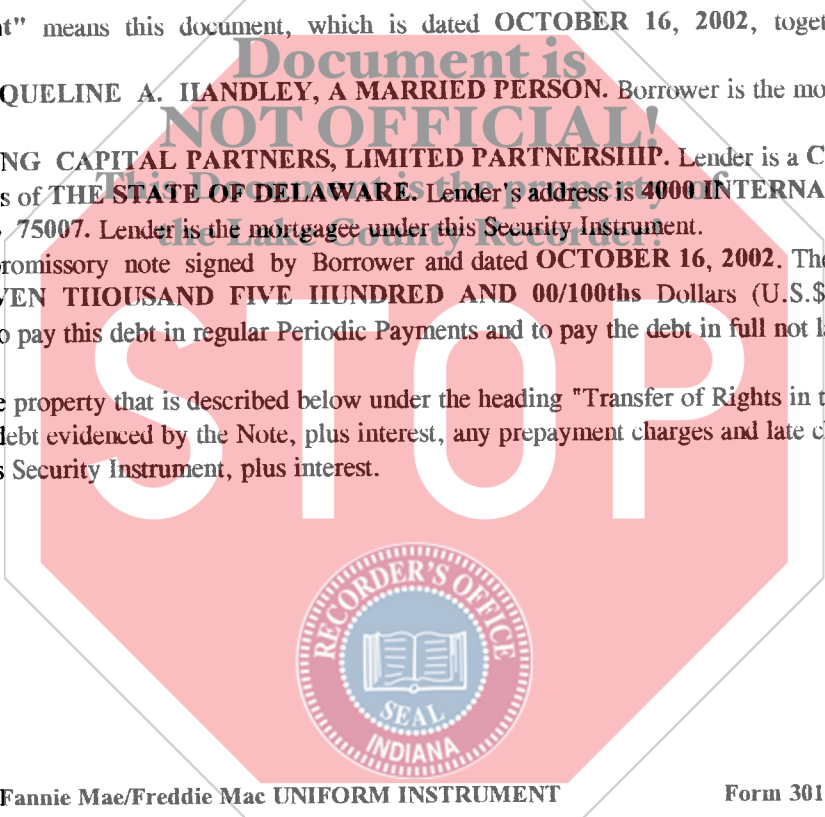 nt" means this document, which is dated OCTOBER 16, 2002, toget
Document is
QUELINE A. HANDLEY, A MARRIED PERSON. Borrower is the mo
NOT OFFICIAL!
NG CAPITAL PARTNERS, LIMITED PARTNERSHIP. Lender is a C
This Document is the property of
s of THE STATE OF DELAWARE. Lender's address is 4000 INTERNA
75007. Lender is the mortgagee under this Security Instrument.
the Lake County Recorder!
romissory note signed by Borrower and dated OCTOBER 16, 2002. The
VEN THOUSAND FIVE HUNDRED AND 00/100ths Dollars (U.S.$
o pay this debt in regular Periodic Payments and to pay the debt in full not la
STOP
e property that is described below under the heading "Transfer of Rights in t
debt evidenced by the Note, plus interest, any prepayment charges and late c
s Security Instrument, plus interest.
RECORDER'S OFFICE
SEAL
INDIANA
Fannie Mae/Freddie Mac UNIFORM INSTRUMENT Form 301